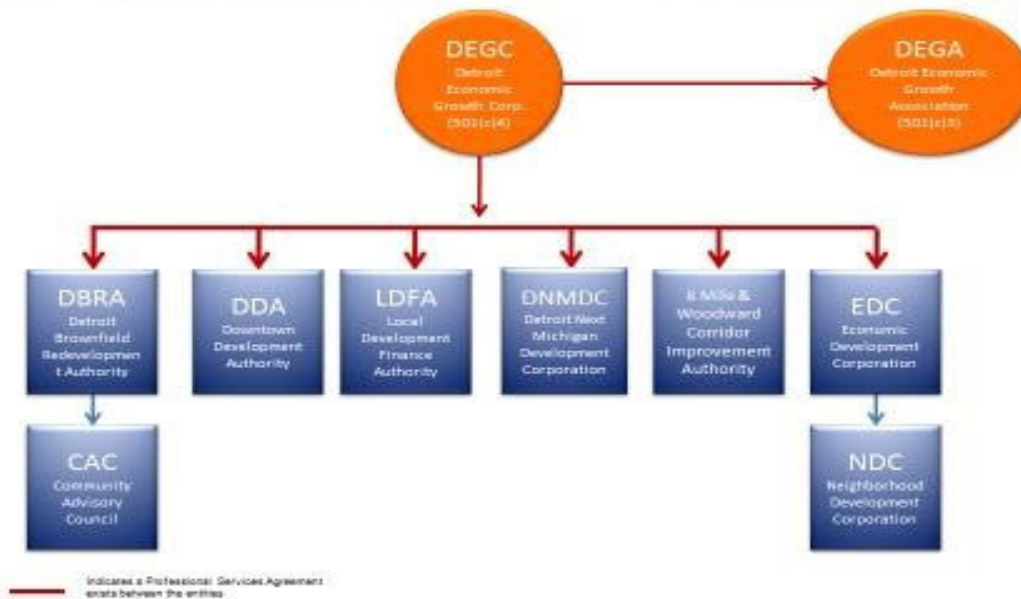 DEGC
Detroit
Economic
Growth Corp.
(501(c)4)
DEGA
Detroit Economic
Growth
Association
(501(c)3)
DBRA
Detroit
Brownfield
Redevelopmen
t Authority
DDA
Downtown
Development
Authority
LDFA
Local
Development
Finance
Authority
DNMDC
Detroit Next
Michigan
Development
Corporation
8 Mile &
Woodward
Corridor
Improvement
Authority
EDC
Economic
Development
Corporation
CAC
Community
Advisory
Council
NDC
Neighborhood
Development
Corporation
Indicates a Professional Services Agreement
exists between the entities